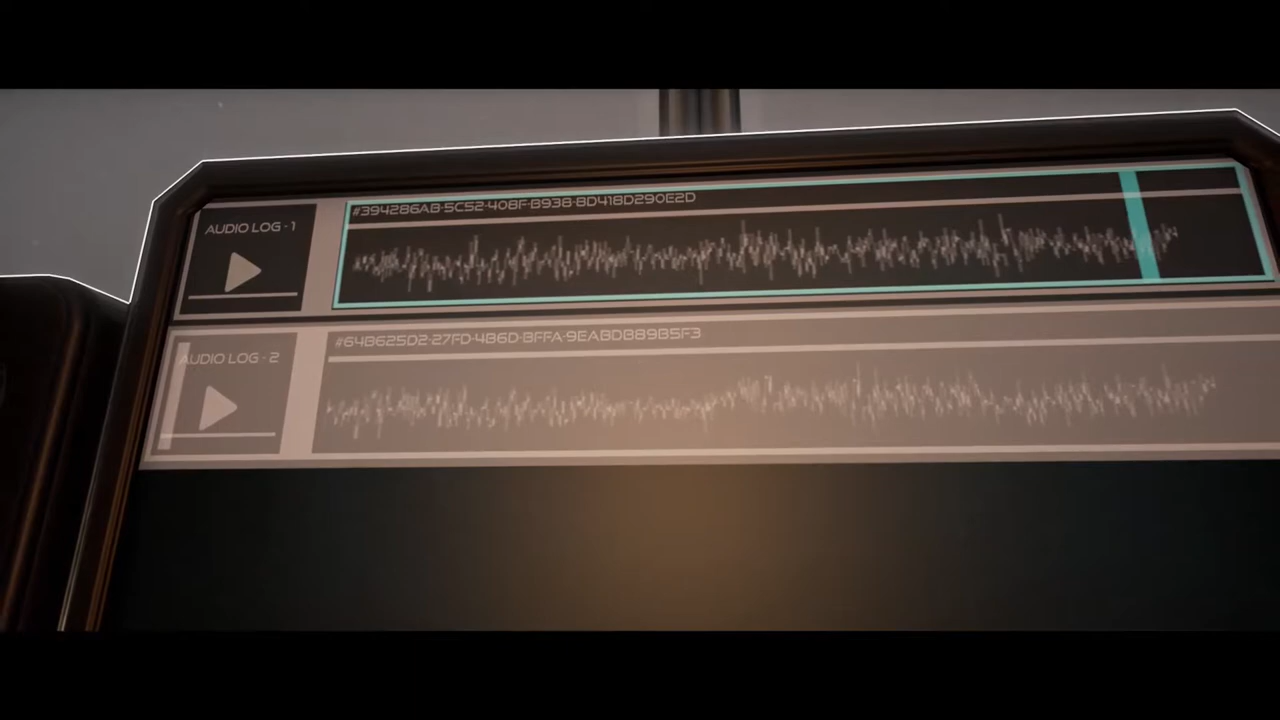 AUDIO LOG - 1
#394286AB-5C52-408F-B938-8D418D290E2D
AUDIO LOG - 2
#64B625D2-27FD-4B6D-BFFA-9EABDB89B5F3